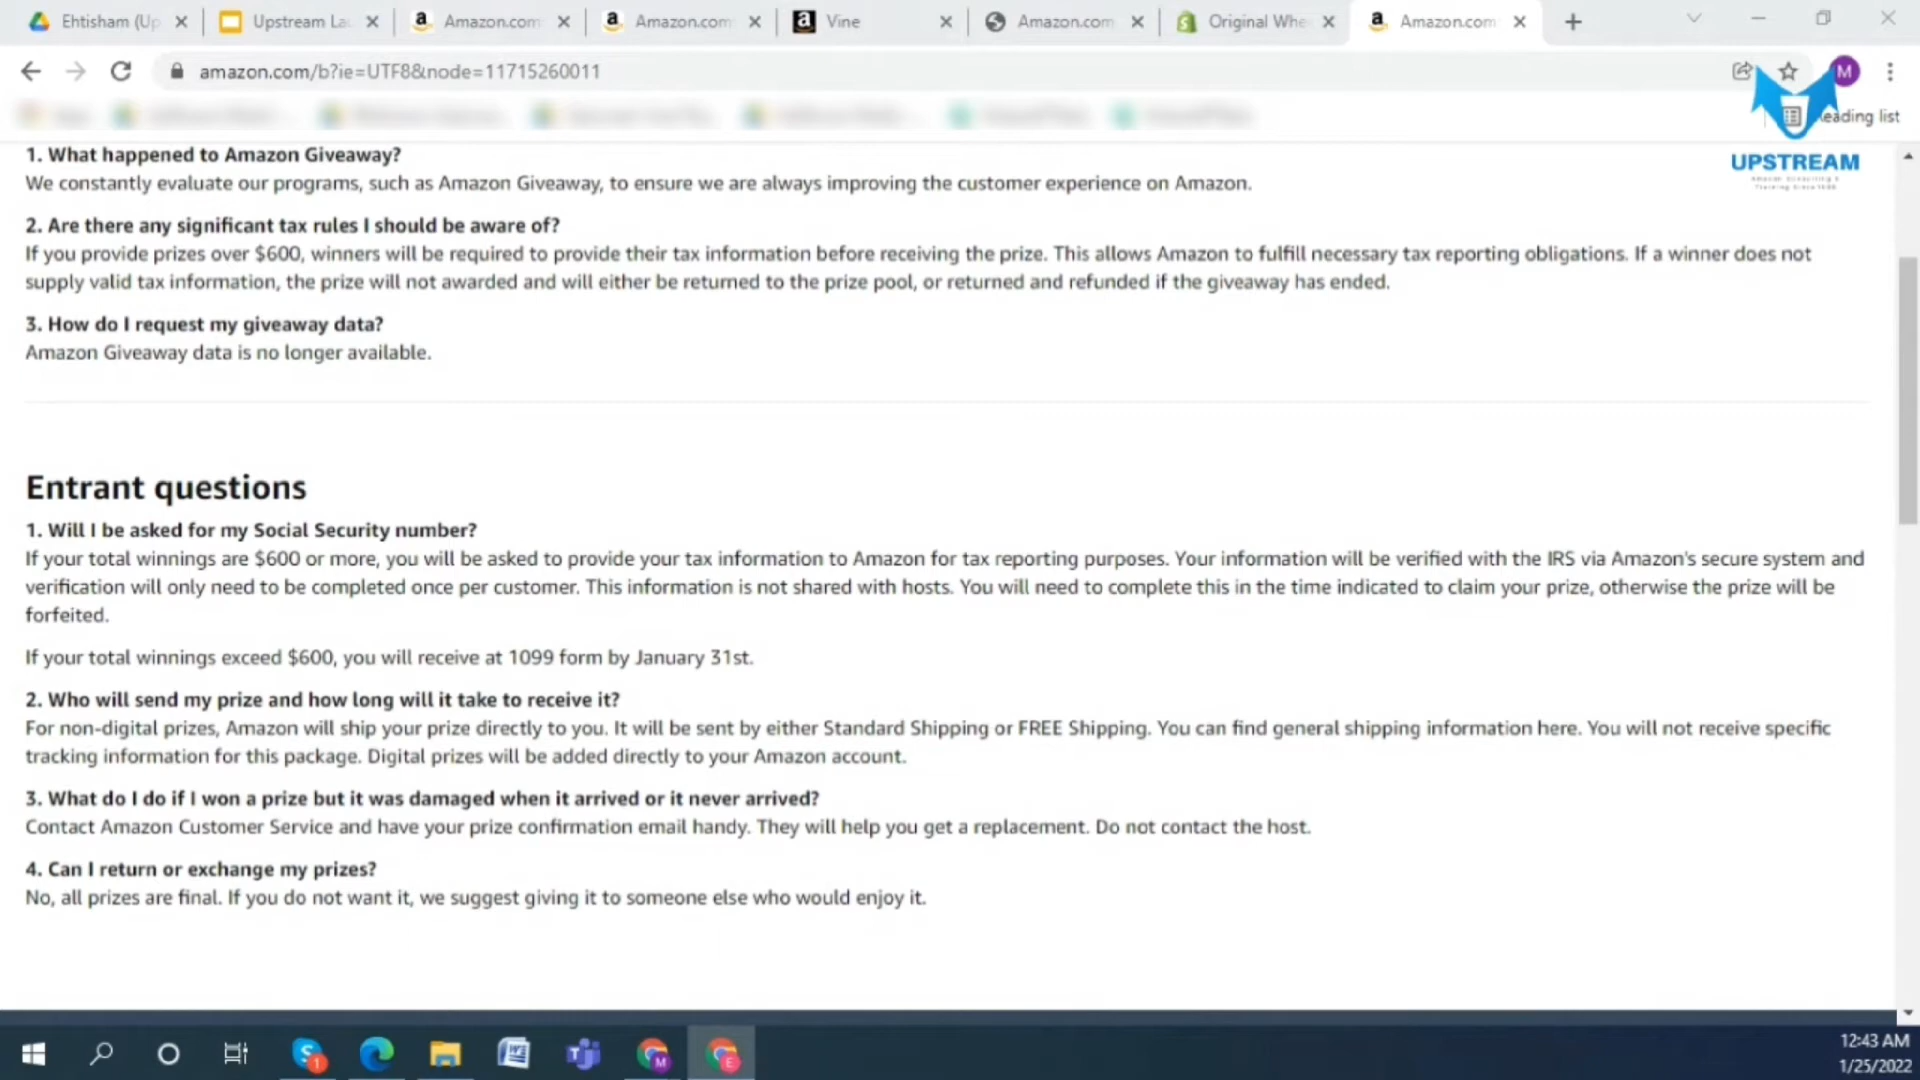 Ehtisham (Up
Upstream La
Amazon.com
Amazon.com
Vine
Amazon.com
Original Whe
Amazon.com
amazon.com/b?ie=UTF8&node=11715260011
M
eading list
UPSTREAM
1. What happened to Amazon Giveaway?
We constantly evaluate our programs, such as Amazon Giveaway, to ensure we are always improving the customer experience on Amazon.
2. Are there any significant tax rules I should be aware of?
If you provide prizes over $600, winners will be required to provide their tax information before receiving the prize. This allows Amazon to fulfill necessary tax reporting obligations. If a winner does not
supply valid tax information, the prize will not awarded and will either be returned to the prize pool, or returned and refunded if the giveaway has ended.
3. How do I request my giveaway data?
Amazon Giveaway data is no longer available.
Entrant questions
1. Will I be asked for my Social Security number?
If your total winnings are $600 or more, you will be asked to provide your tax information to Amazon for tax reporting purposes. Your information will be verified with the IRS via Amazon's secure system and
verification will only need to be completed once per customer. This information is not shared with hosts. You will need to complete this in the time indicated to claim your prize, otherwise the prize will be
forfeited.
If your total winnings exceed $600, you will receive at 1099 form by January 31st.
2. Who will send my prize and how long will it take to receive it?
For non-digital prizes, Amazon will ship your prize directly to you. It will be sent by either Standard Shipping or FREE Shipping. You can find general shipping information here. You will not receive specific
tracking information for this package. Digital prizes will be added directly to your Amazon account.
3. What do I do if I won a prize but it was damaged when it arrived or it never arrived?
Contact Amazon Customer Service and have your prize confirmation email handy. They will help you get a replacement. Do not contact the host.
4. Can I return or exchange my prizes?
No, all prizes are final. If you do not want it, we suggest giving it to someone else who would enjoy it.
12:43 AM
1/25/2022